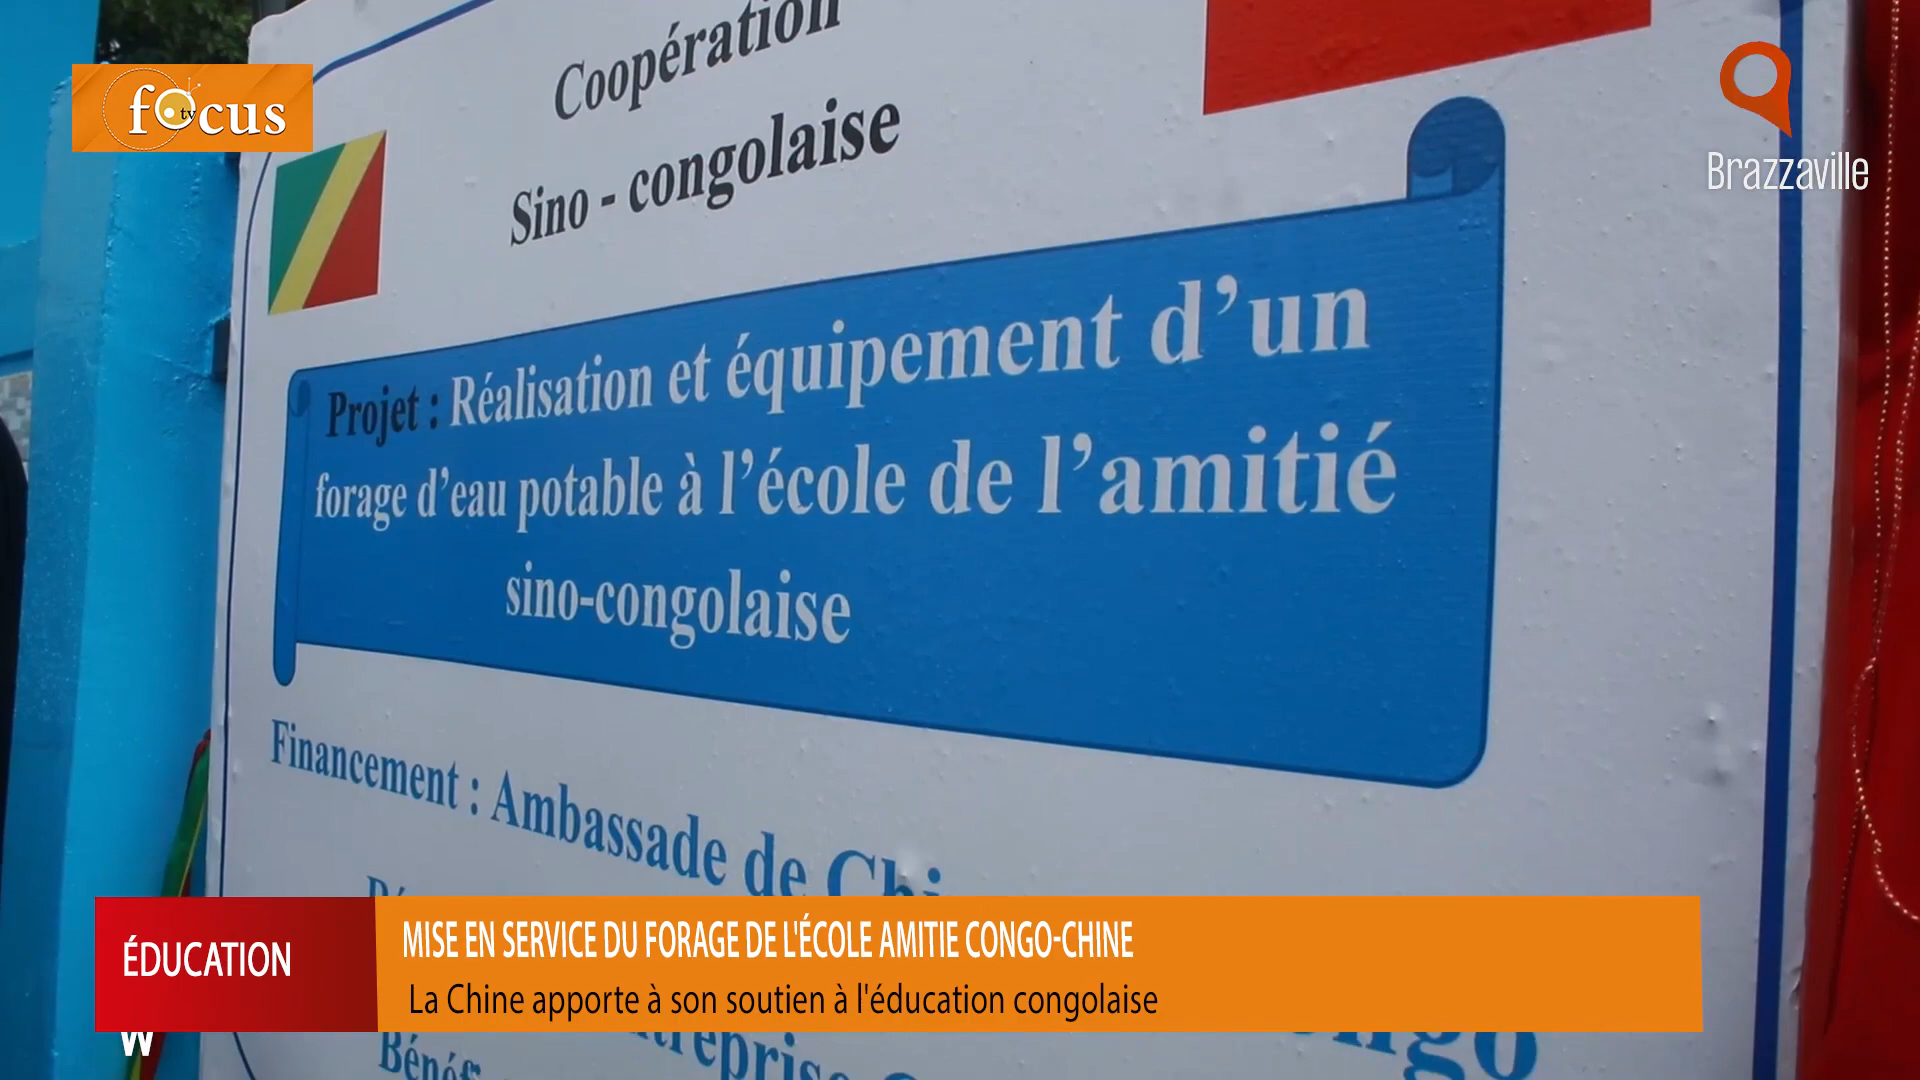 Coopération
focus
tv
Brazzaville
Sino - congolaise
Projet : Réalisation et équipement d’un
forage d’eau potable à l’école de l’amitié
sino-congolaise
Financement : Ambassade de
MISE EN SERVICE DU FORAGE DE L'ÉCOLE AMITIE CONGO-CHINE
ÉDUCATION
La Chine apporte à son soutien à l'éducation congolaise
W